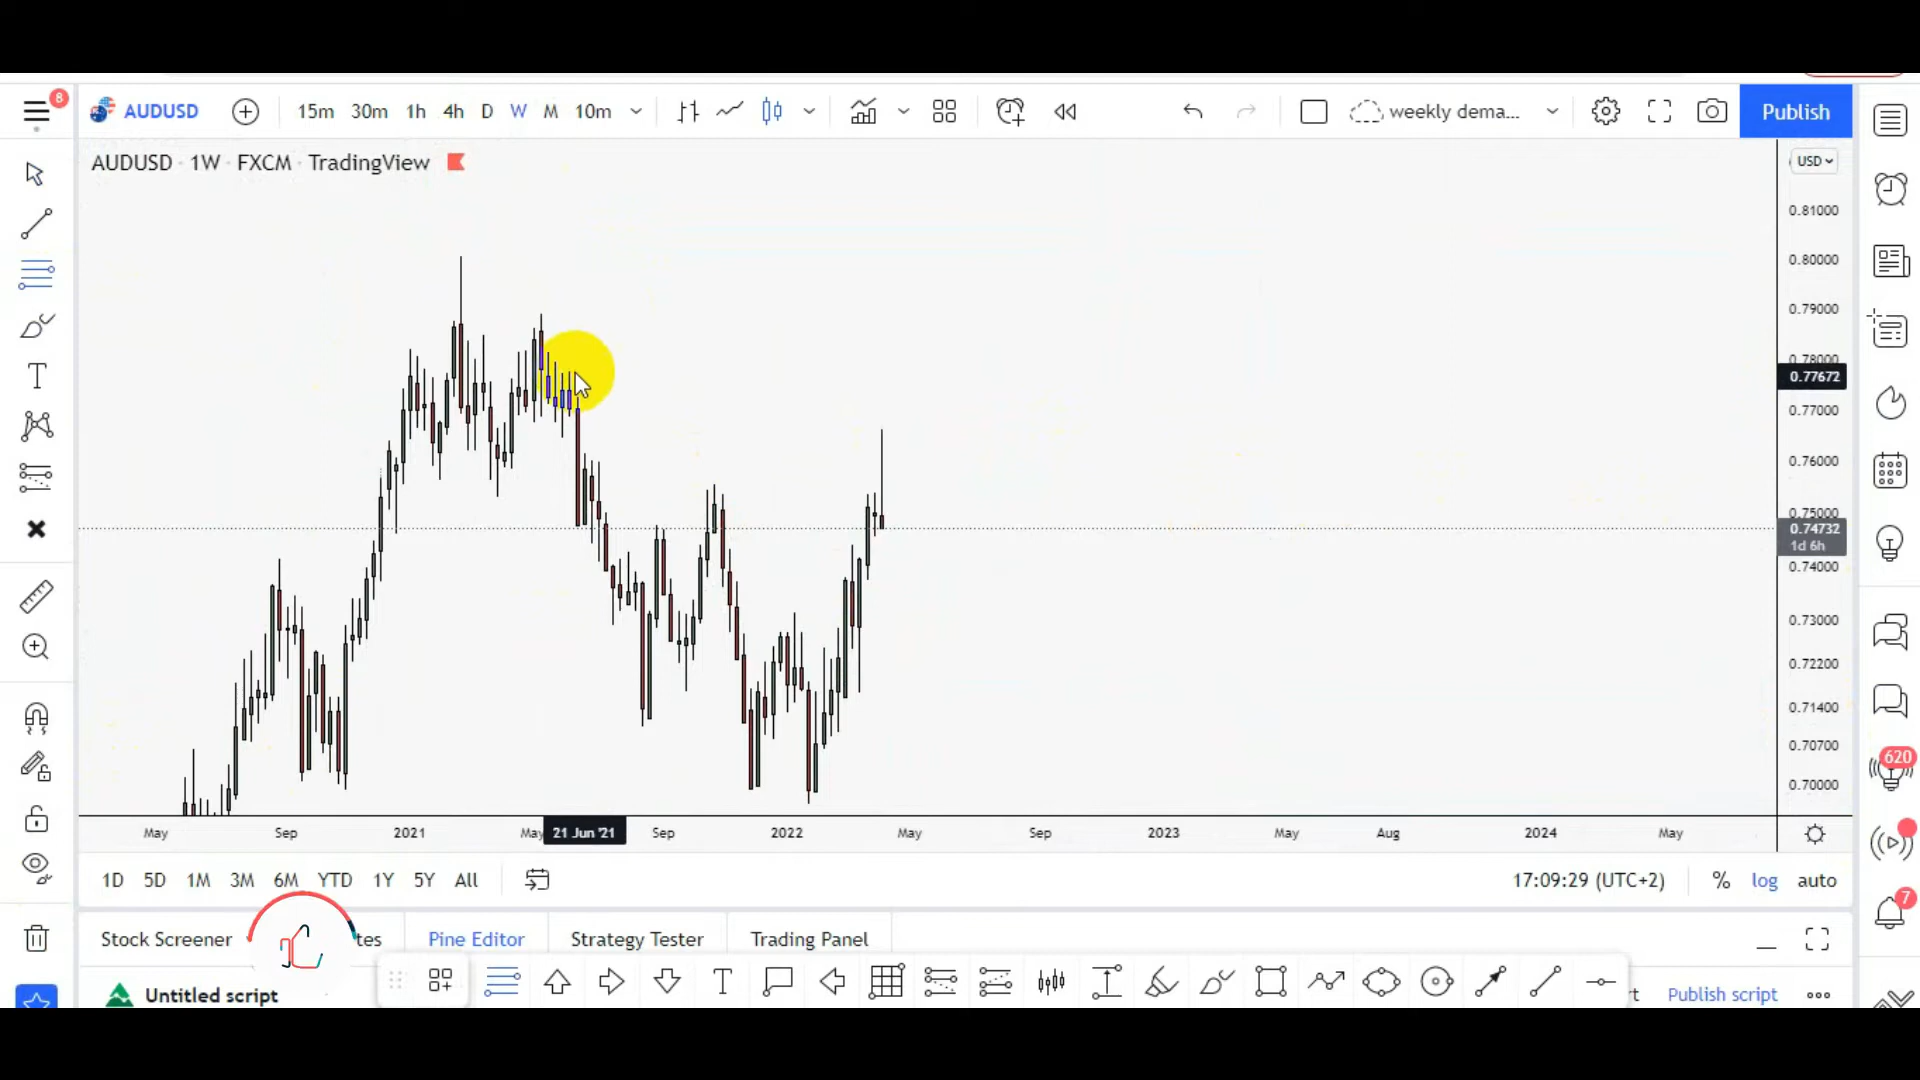 8
AUDUSD 15m 30m 1h 4h D W M 10m weekly dema... Publish
AUDUSD · 1W · FXCM · TradingView
USD
0.81000
0.80000
0.79000
0.78000
0.77672
0.77000
0.76000
0.75000
0.74732
1d 6h
0.74000
0.73000
0.72200
0.71400
0.70700
0.70000
620
7
May Sep 2021 May 21 Jun '21 Sep 2022 May Sep 2023 May Aug 2024 May
1D 5D 1M 3M 6M YTD 1Y 5Y All 17:09:29 (UTC+2) % log auto
Stock Screener tes Pine Editor Strategy Tester Trading Panel
Untitled script rt Publish script